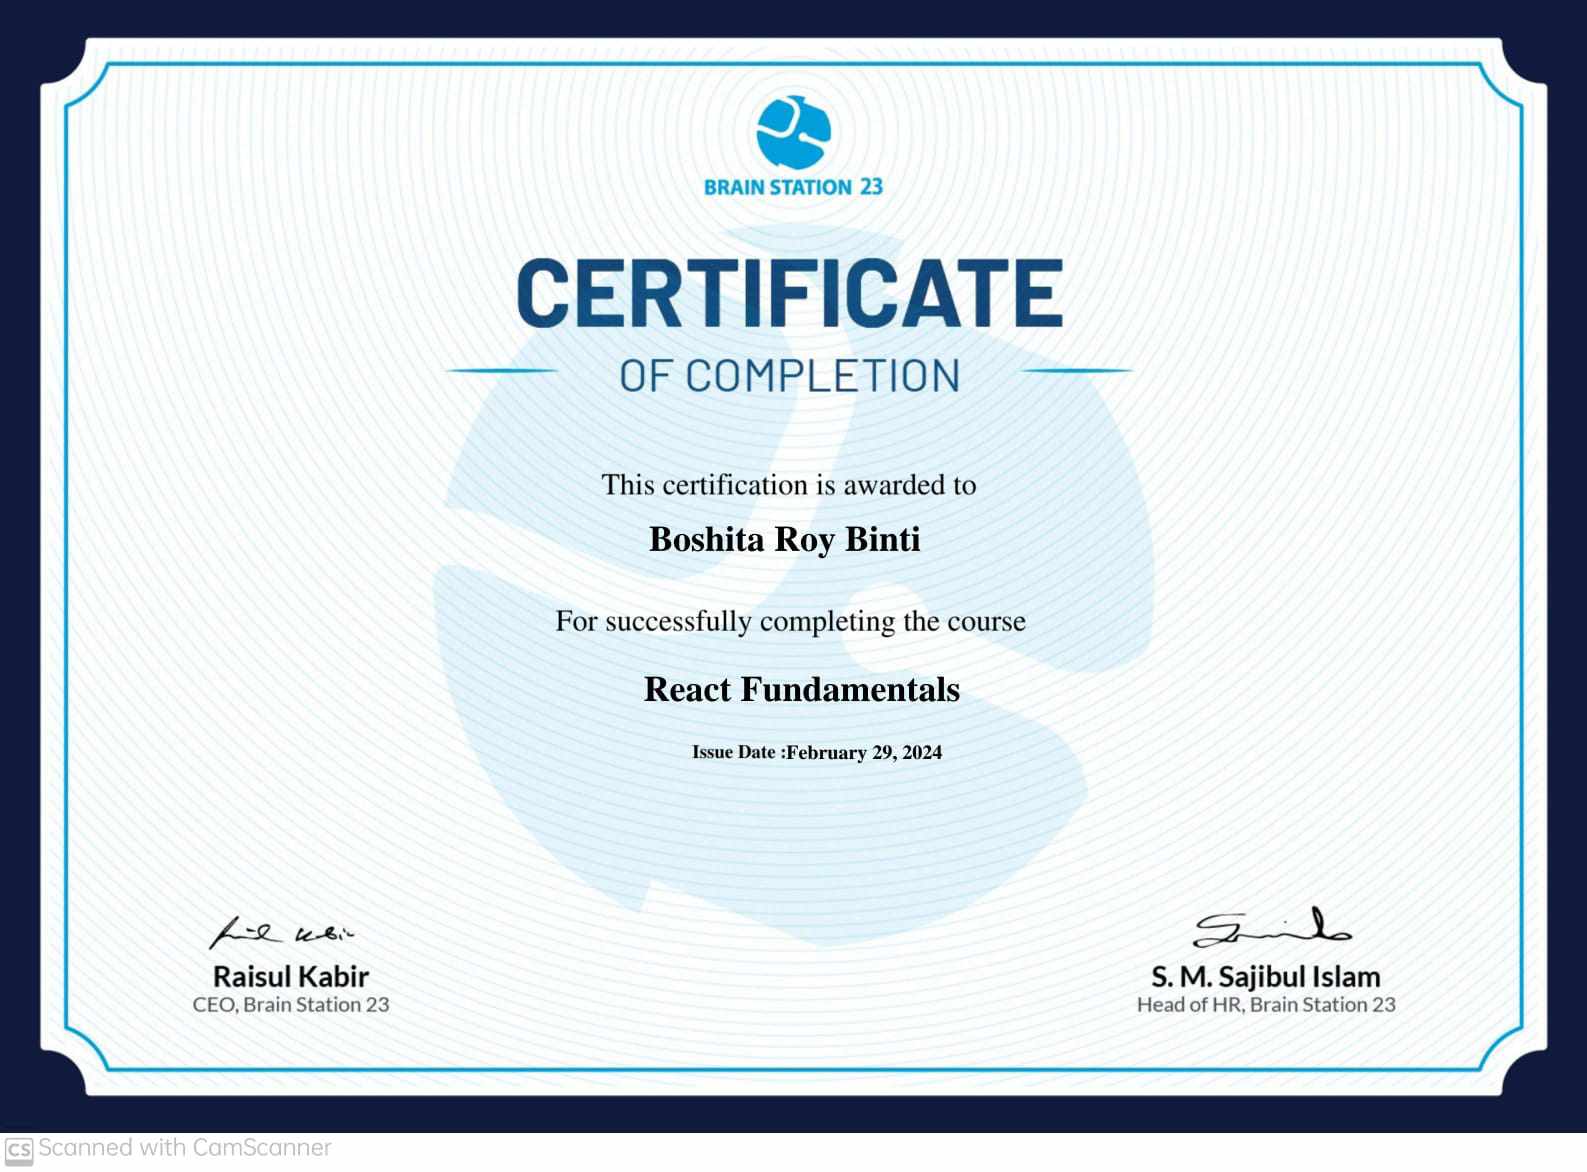 BRAIN STATION 23
CERTIFICATE
OF COMPLETION
This certification is awarded to
Boshita Roy Binti
For successfully completing the course
React Fundamentals
Issue Date :February 29, 2024
Raisul Kabir
CEO, Brain Station 23
S. M. Sajibul Islam
Head of HR, Brain Station 23
CS Scanned with CamScanner